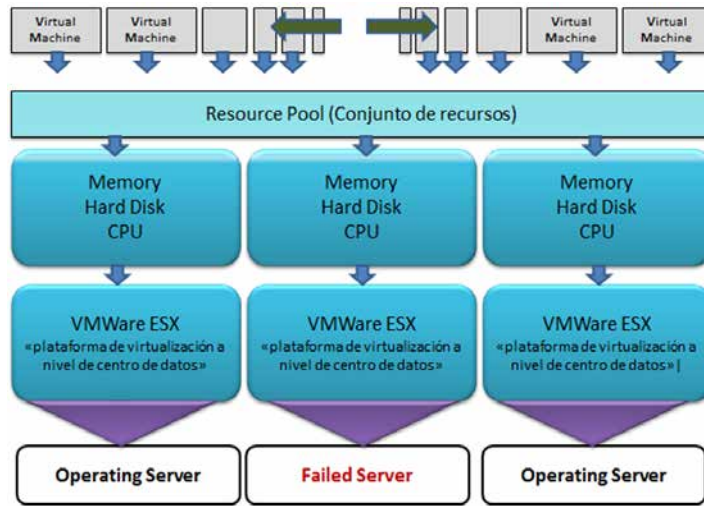 Virtual
Machine
Virtual
Machine
Virtual
Machine
Virtual
Machine
Resource Pool (Conjunto de recursos)
Memory
Hard Disk
CPU
Memory
Hard Disk
CPU
Memory
Hard Disk
CPU
VMWare ESX
«plataforma de virtualización a
nivel de centro de datos»
VMWare ESX
«plataforma de virtualización a
nivel de centro de datos»
VMWare ESX
«plataforma de virtualización a
nivel de centro de datos»|
Operating Server
Failed Server
Operating Server